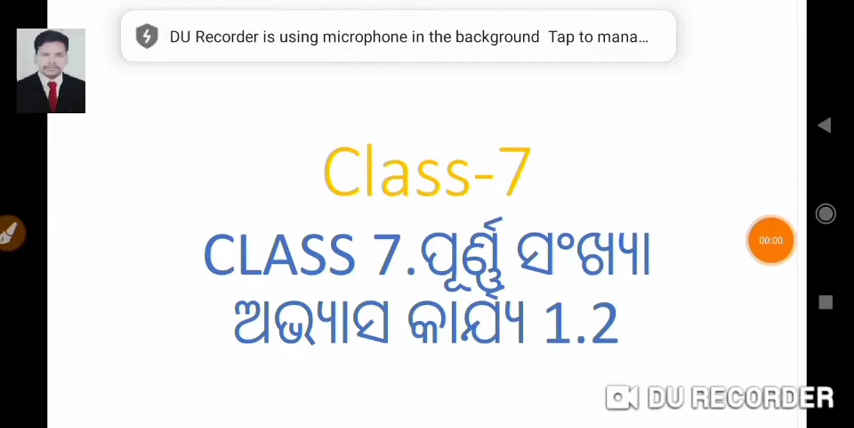 DU Recorder is using microphone in the background Tap to mana...
Class-7
CLASS 7.ପୂର୍ଣ୍ଣ ସଂଖ୍ୟା
ଅଭ୍ୟାସ କାର୍ଯ୍ୟ 1.2
00:00
DU RECORDER